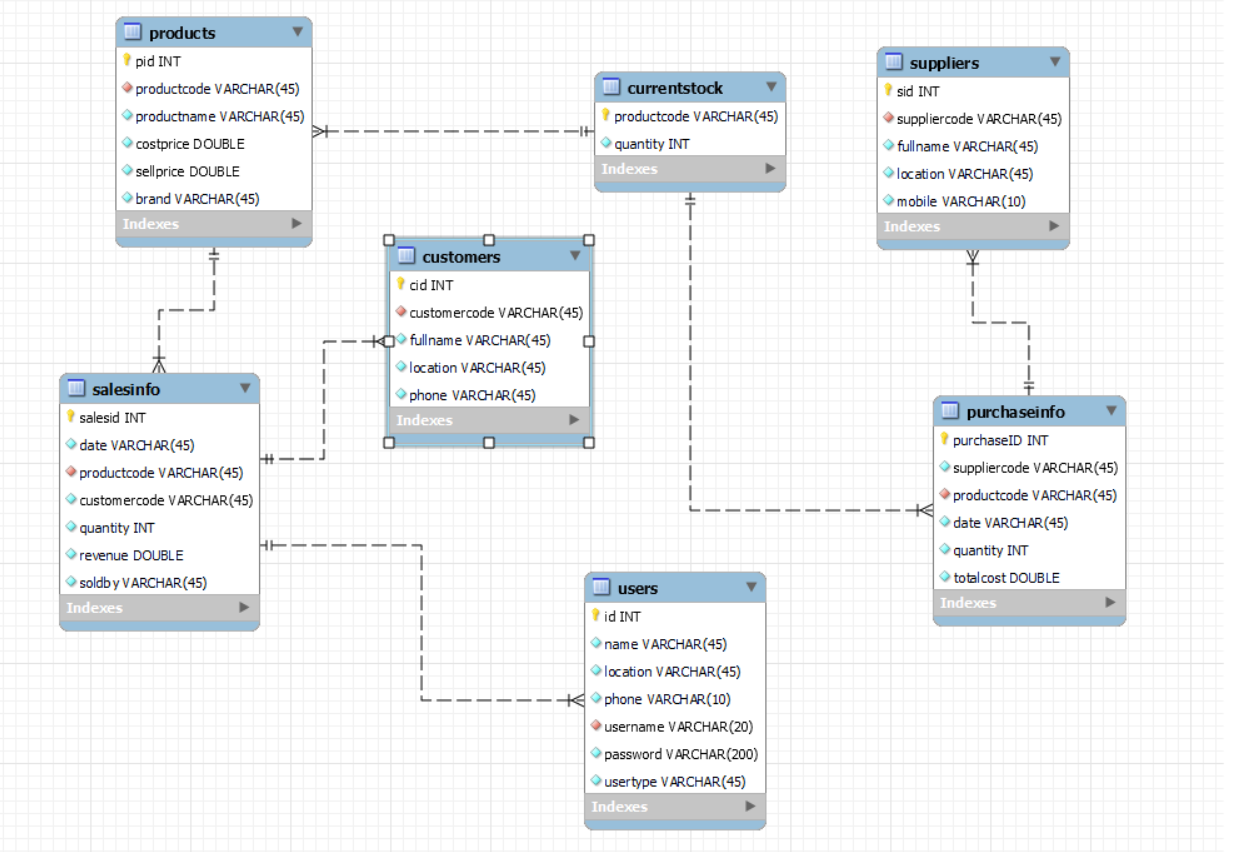 products
pid INT
productcode VARCHAR(45)
productname VARCHAR(45)
costprice DOUBLE
sellprice DOUBLE
brand VARCHAR(45)
Indexes
currentstock
productcode VARCHAR(45)
quantity INT
Indexes
suppliers
sid INT
suppliercode VARCHAR(45)
fullname VARCHAR(45)
location VARCHAR(45)
mobile VARCHAR(10)
Indexes
customers
cid INT
customercode VARCHAR(45)
fullname VARCHAR(45)
location VARCHAR(45)
phone VARCHAR(45)
Indexes
salesinfo
salesid INT
date VARCHAR(45)
productcode VARCHAR(45)
customercode VARCHAR(45)
quantity INT
revenue DOUBLE
soldby VARCHAR(45)
Indexes
purchaseinfo
purchaseID INT
suppliercode VARCHAR(45)
productcode VARCHAR(45)
date VARCHAR(45)
quantity INT
totalcost DOUBLE
Indexes
users
id INT
name VARCHAR(45)
location VARCHAR(45)
phone VARCHAR(10)
username VARCHAR(20)
password VARCHAR(200)
usertype VARCHAR(45)
Indexes